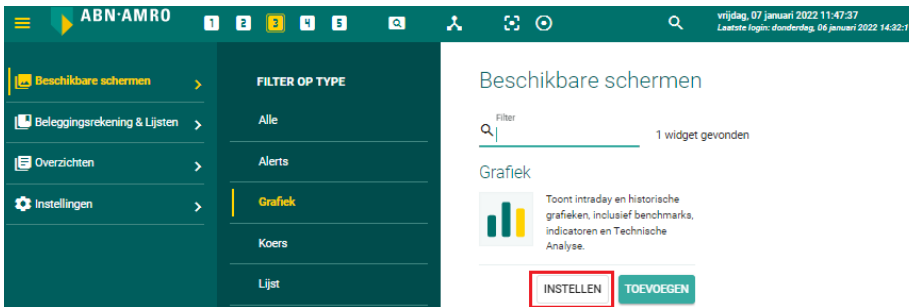 ABN·AMRO
1 2 3 4 5
vrijdag, 07 januari 2022 11:47:37
Laatste login: donderdag, 06 januari 2022 14:32:1
Beschikbare schermen
Beleggingsrekening & Lijsten
Overzichten
Instellingen
FILTER OP TYPE
Alle
Alerts
Grafiek
Koers
Lijst
Beschikbare schermen
Filter
1 widget gevonden
Grafiek
Toont intraday en historische
grafieken, inclusief benchmarks,
indicatoren en Technische
Analyse.
INSTELLEN
TOEVOEGEN